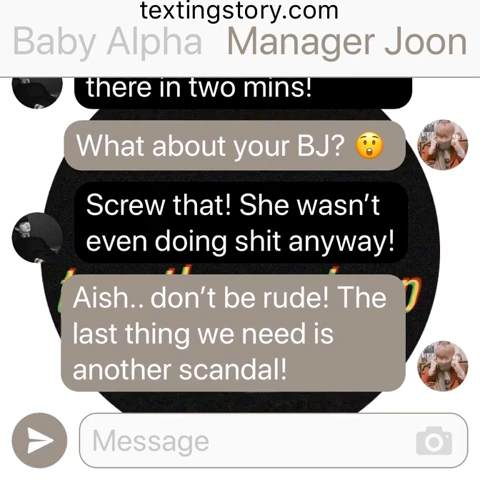 textingstory.com
Baby Alpha Manager Joon
there in two mins!
What about your BJ? 😲
Screw that! She wasn’t
even doing shit anyway!
Aish.. don’t be rude! The
last thing we need is
another scandal!
Message